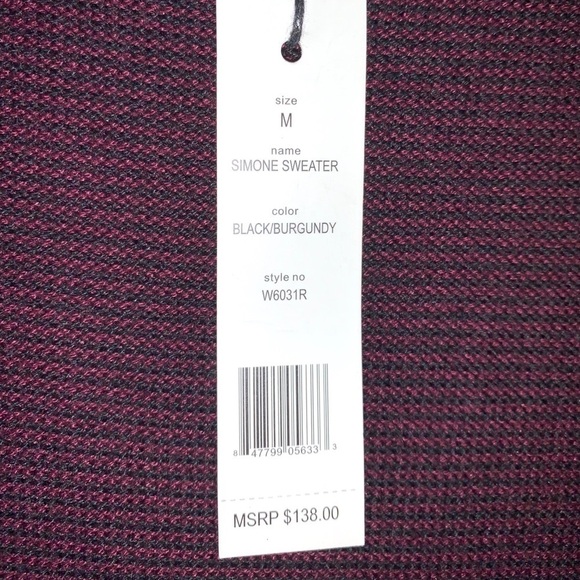 size
M
name
SIMONE SWEATER
color
BLACK/BURGUNDY
style no
W6031R
8 47799 05633 3
MSRP $138.00